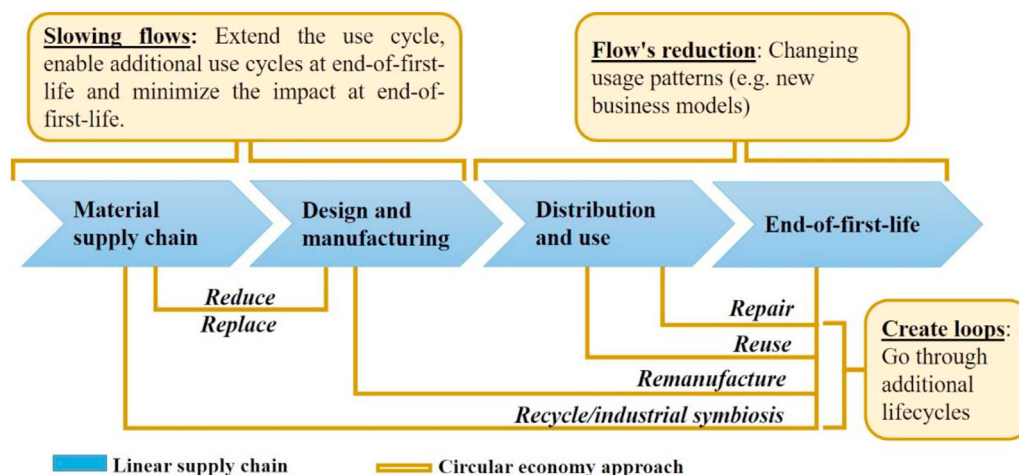 Slowing flows: Extend the use cycle,
enable additional use cycles at end-of-first-
life and minimize the impact at end-of-
first-life.
Flow's reduction: Changing
usage patterns (e.g. new
business models)
Material
supply chain
Design and
manufacturing
Distribution
and use
End-of-first-life
Reduce
Replace
Repair
Reuse
Remanufacture
Recycle/industrial symbiosis
Create loops:
Go through
additional
lifecycles
Linear supply chain
Circular economy approach